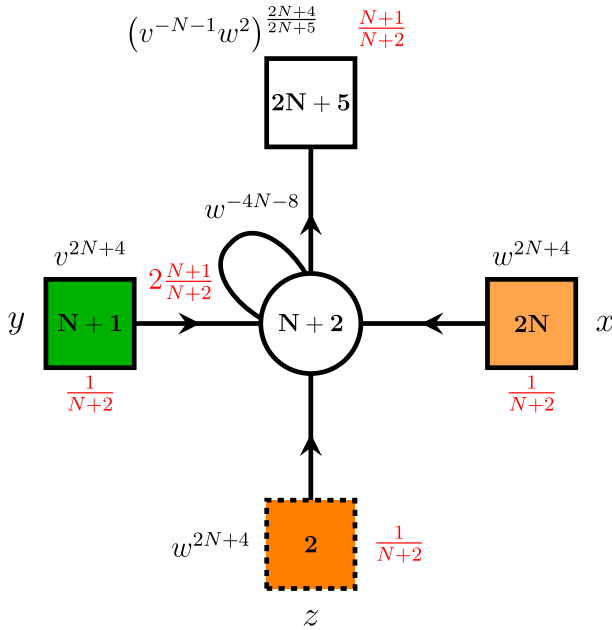 (v^{-N-1}w^2)^{\frac{2N+4}{2N+5}} \frac{N+1}{N+2}
2N + 5
w^{-4N-8}
v^{2N+4} 2\frac{N+1}{N+2} w^{2N+4}
y N + 1 N + 2 2N x
\frac{1}{N+2} \frac{1}{N+2}
w^{2N+4} 2 \frac{1}{N+2}
z